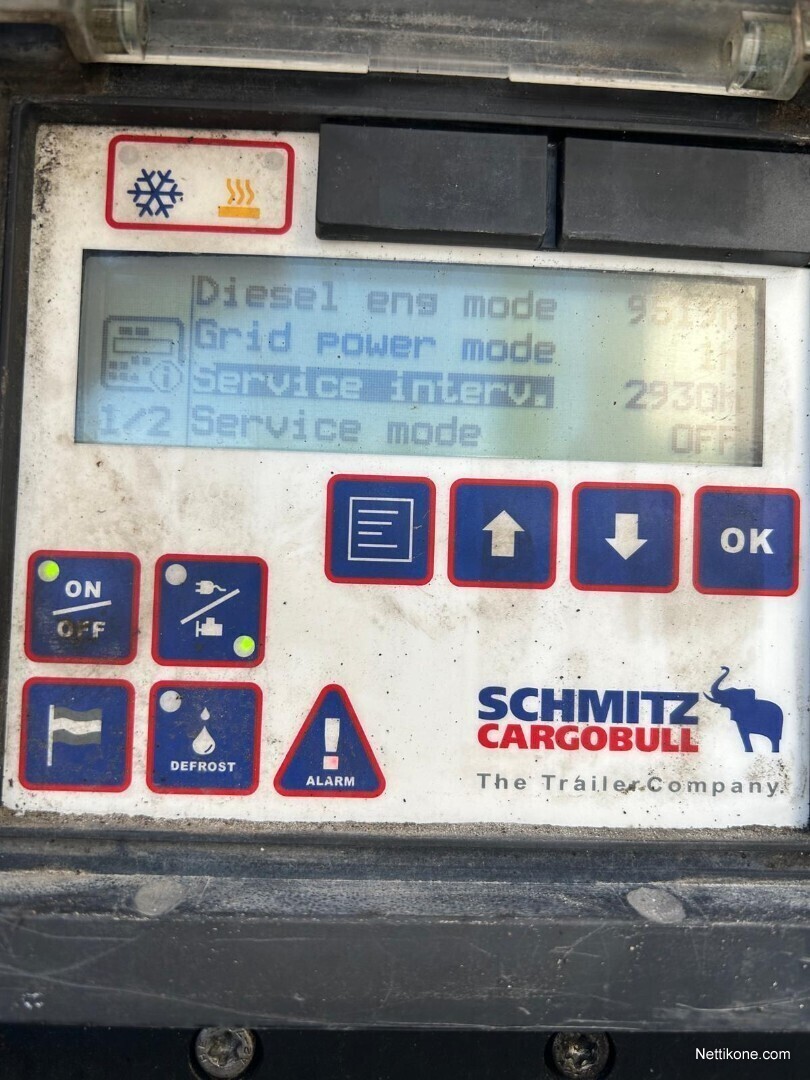 Diesel eng mode
Grid power mode
Service interv. 2930h
1/2 Service mode OFF
OK
ON
OFF
DEFROST
ALARM
SCHMITZ
CARGOBULL
The Trailer Company
Nettikone.com